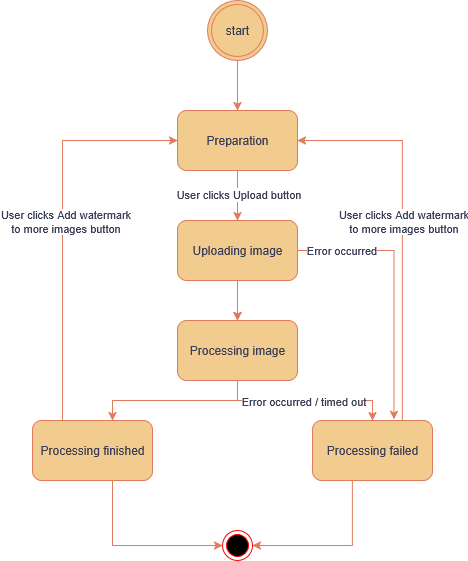 start
Preparation
User clicks Upload button
User clicks Add watermark
to more images button
User clicks Add watermark
to more images button
Uploading image
Error occurred
Processing image
Error occurred / timed out
Processing finished
Processing failed